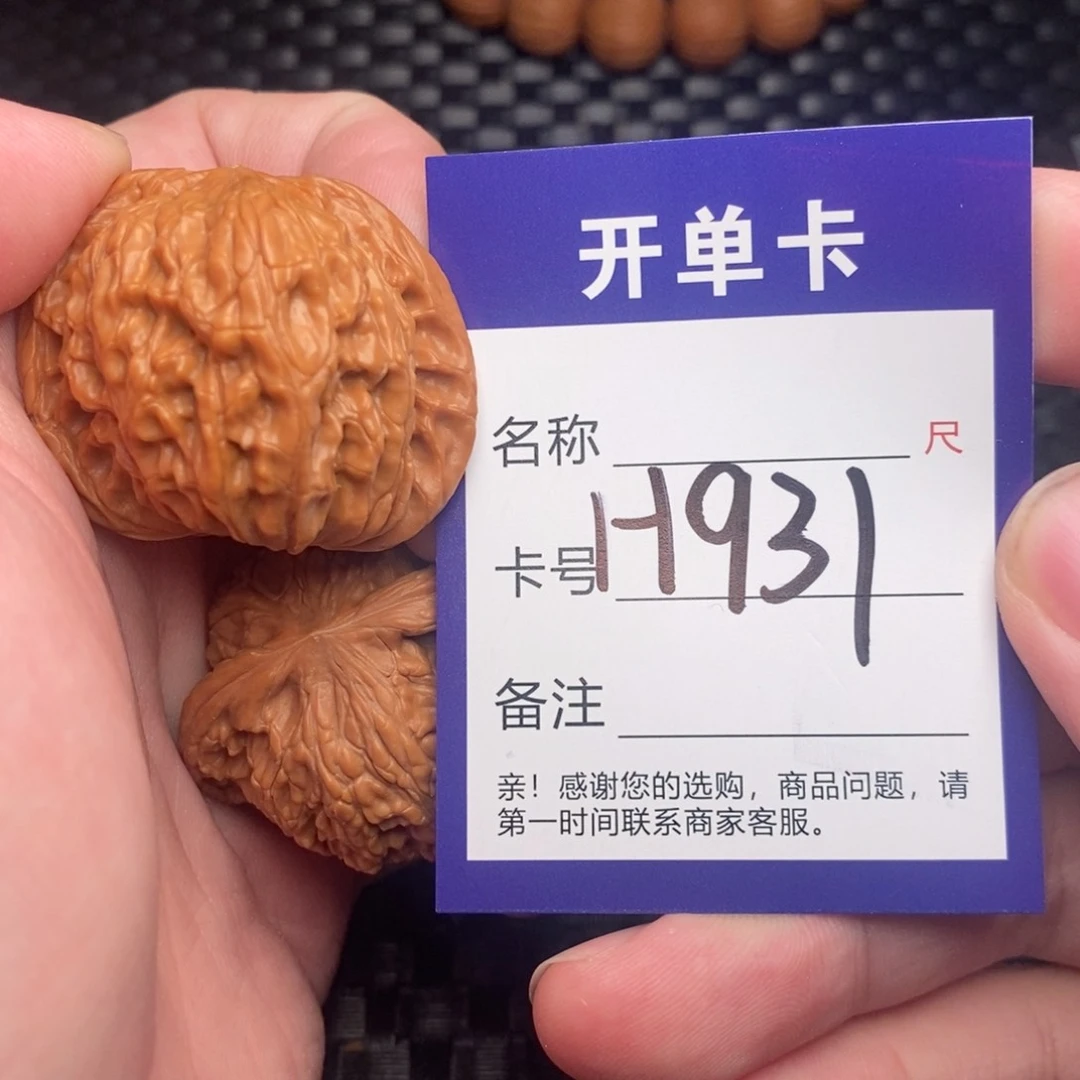 开单卡
名称 尺
卡号 H931
备注
亲！感谢您的选购，商品问题，请
第一时间联系商家客服。